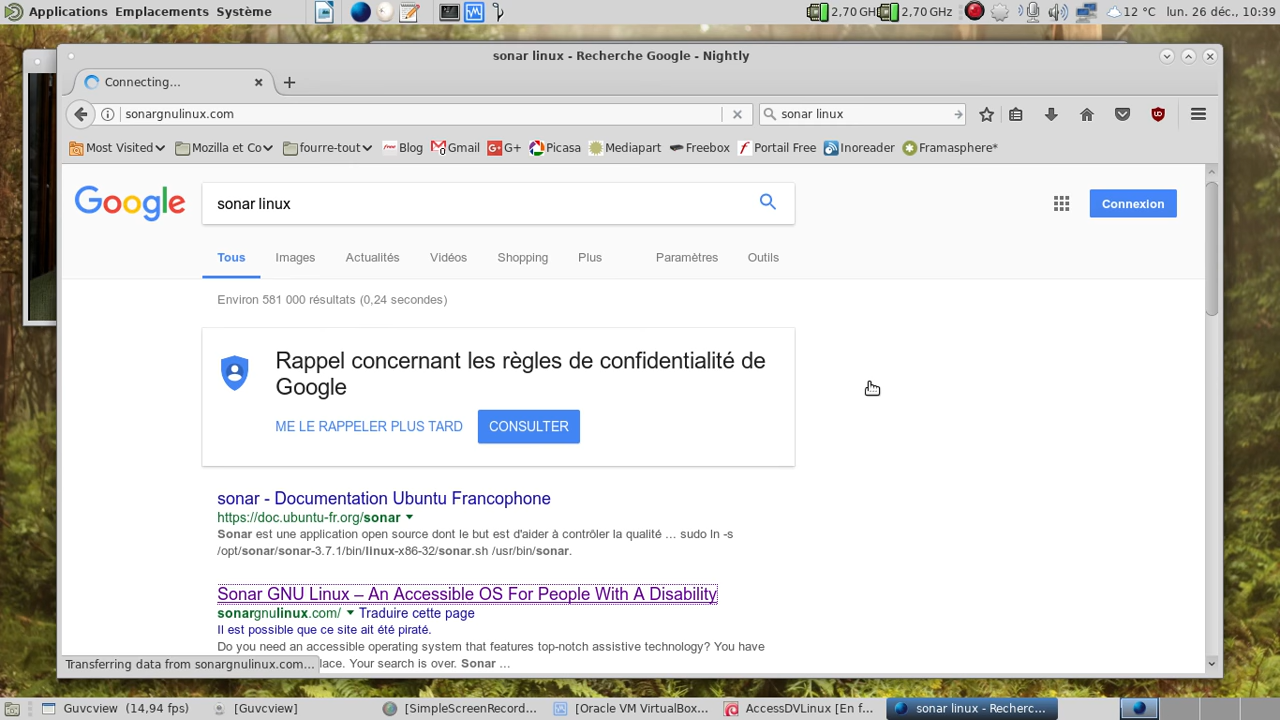 Applications Emplacements Système 2,70 GHz 2,70 GHz 12 °C lun. 26 déc., 10:39
sonar linux - Recherche Google - Nightly
Connecting...
sonargnulinux.com sonar linux
Most Visited Mozilla et Co fourre-tout Blog Gmail G+ Picasa Mediapart Freebox Portail Free Inoreader Framasphere*
Google sonar linux Connexion
Tous Images Actualités Vidéos Shopping Plus Paramètres Outils
Environ 581 000 résultats (0,24 secondes)
Rappel concernant les règles de confidentialité de
Google
ME LE RAPPELER PLUS TARD CONSULTER
sonar - Documentation Ubuntu Francophone
https://doc.ubuntu-fr.org/sonar
Sonar est une application open source dont le but est d'aider à contrôler la qualité ... sudo ln -s
/opt/sonar/sonar-3.7.1/bin/linux-x86-32/sonar.sh /usr/bin/sonar.
Sonar GNU Linux – An Accessible OS For People With A Disability
sonargnulinux.com/ Traduire cette page
Il est possible que ce site ait été piraté.
Do you need an accessible operating system that features top-notch assistive technology? You have
Transferring data from sonargnulinux.com... lace. Your search is over. Sonar ...
Guvcview (14,94 fps) [Guvcview] [SimpleScreenRecord... [Oracle VM VirtualBox... AccessDVLinux [En f... sonar linux - Recherc...